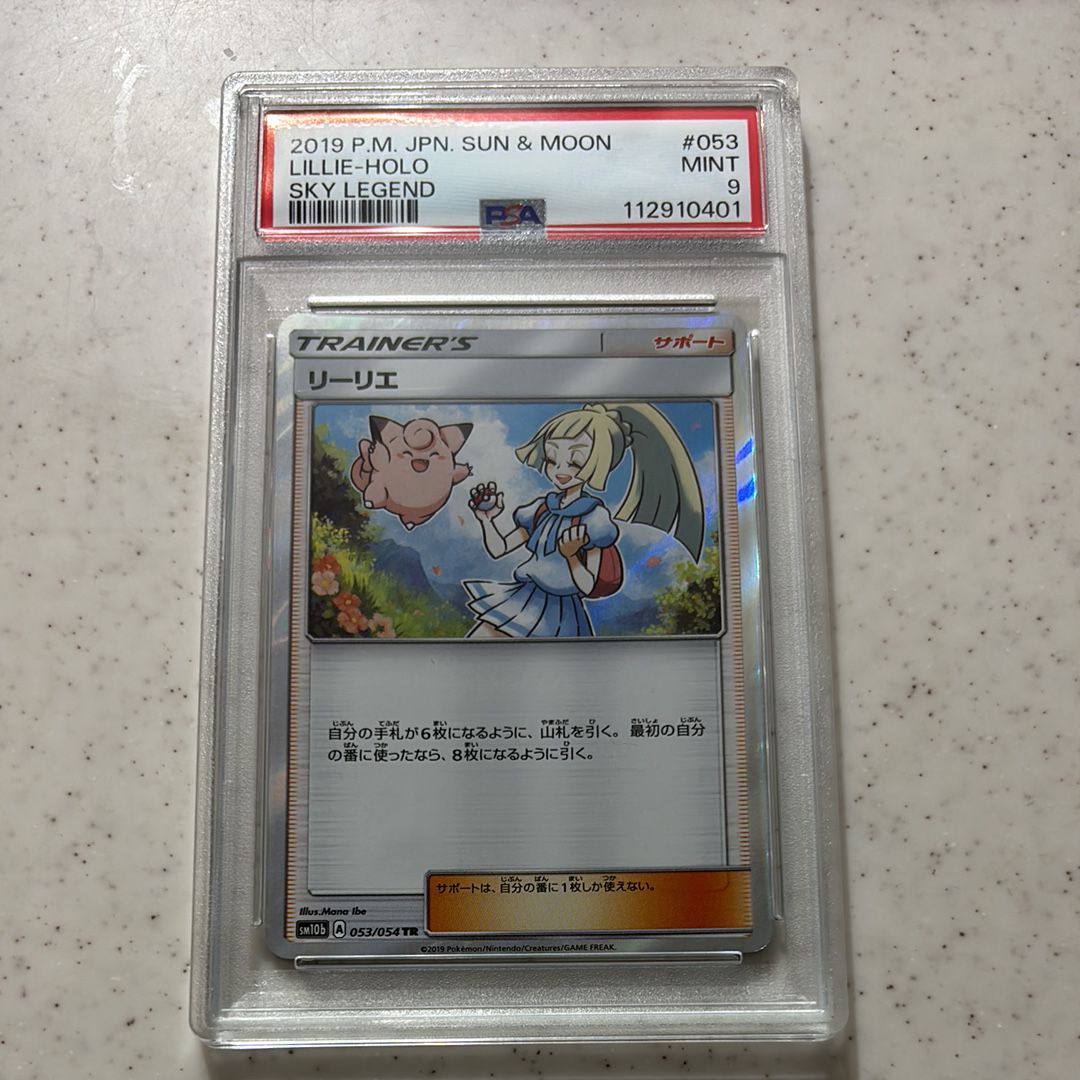 2019 P.M. JPN. SUN & MOON #053
LILLIE-HOLO MINT
SKY LEGEND 9
PSA 112910401
TRAINER'S サポート
リーリエ
自分の手札が6枚になるように、山札を引く。最初の自分
の番に使ったなら、8枚になるように引く。
サポートは、自分の番に1枚しか使えない。
Illus.Mana Ibe
sm10b A 053/054 TR
©2019 Pokémon/Nintendo/Creatures/GAME FREAK.